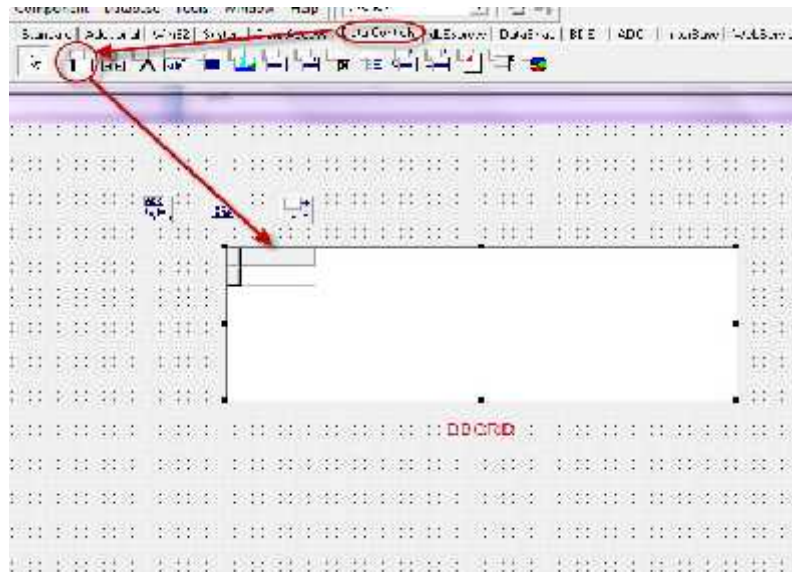 Component Database Tools Window Help
Standard Additional Win32 System Data Access Data Controls dbExpress DataSnap BDE ADO InterBase WebServices
DBGRID